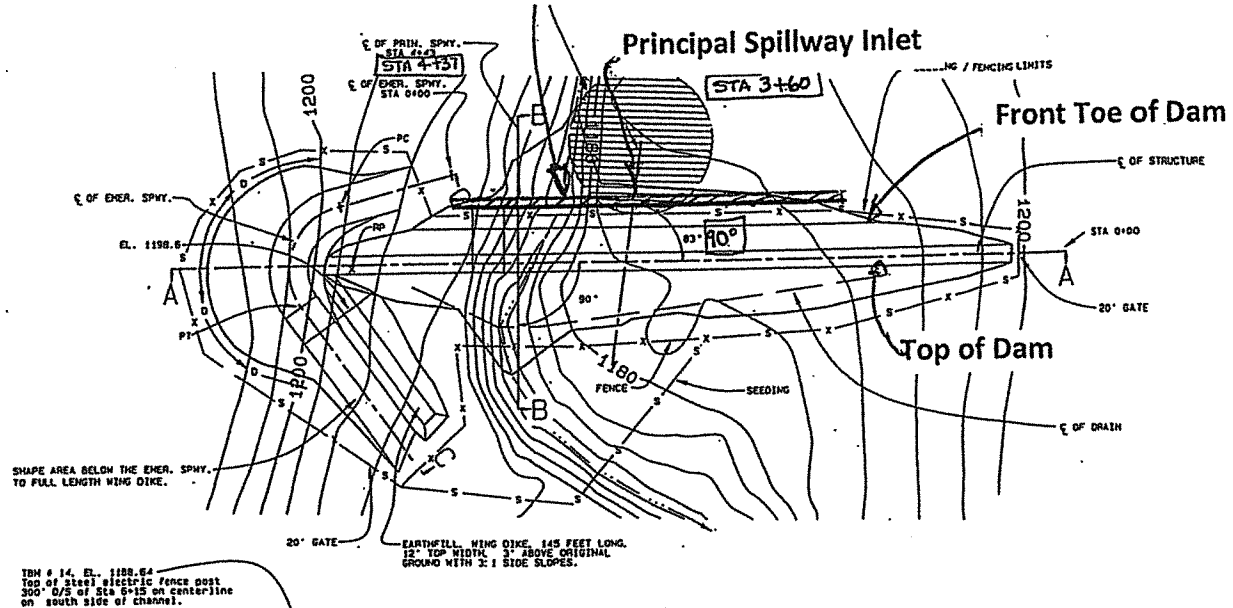 ℄ OF PRIN. SPWY.
STA 4+43
STA 4+37
℄ OF EMER. SPWY.
STA 0+00
Principal Spillway Inlet
STA 3+60
NG / FENCING LIMITS
Front Toe of Dam
℄ OF STRUCTURE
1200
PC
B
S
X
D
℄ OF EMER. SPWY.
RP
EL. 1198.6
83°
90°
1200
STA 0+00
A
A
20' GATE
PT
90°
Top of Dam
1200
1180
FENCE
SEEDING
B
℄ OF DRAIN
C
SHAPE AREA BELOW THE EMER. SPWY.
TO FULL LENGTH WING DIKE.
20' GATE
EARTHFILL, WING DIKE, 145 FEET LONG.
12' TOP WIDTH, 3' ABOVE ORIGINAL
GROUND WITH 3:1 SIDE SLOPES.
TBM # 14, EL. 1188.64
Top of steel electric fence post
300' D/S of Sta 6+15 on centerline
on south side of channel.